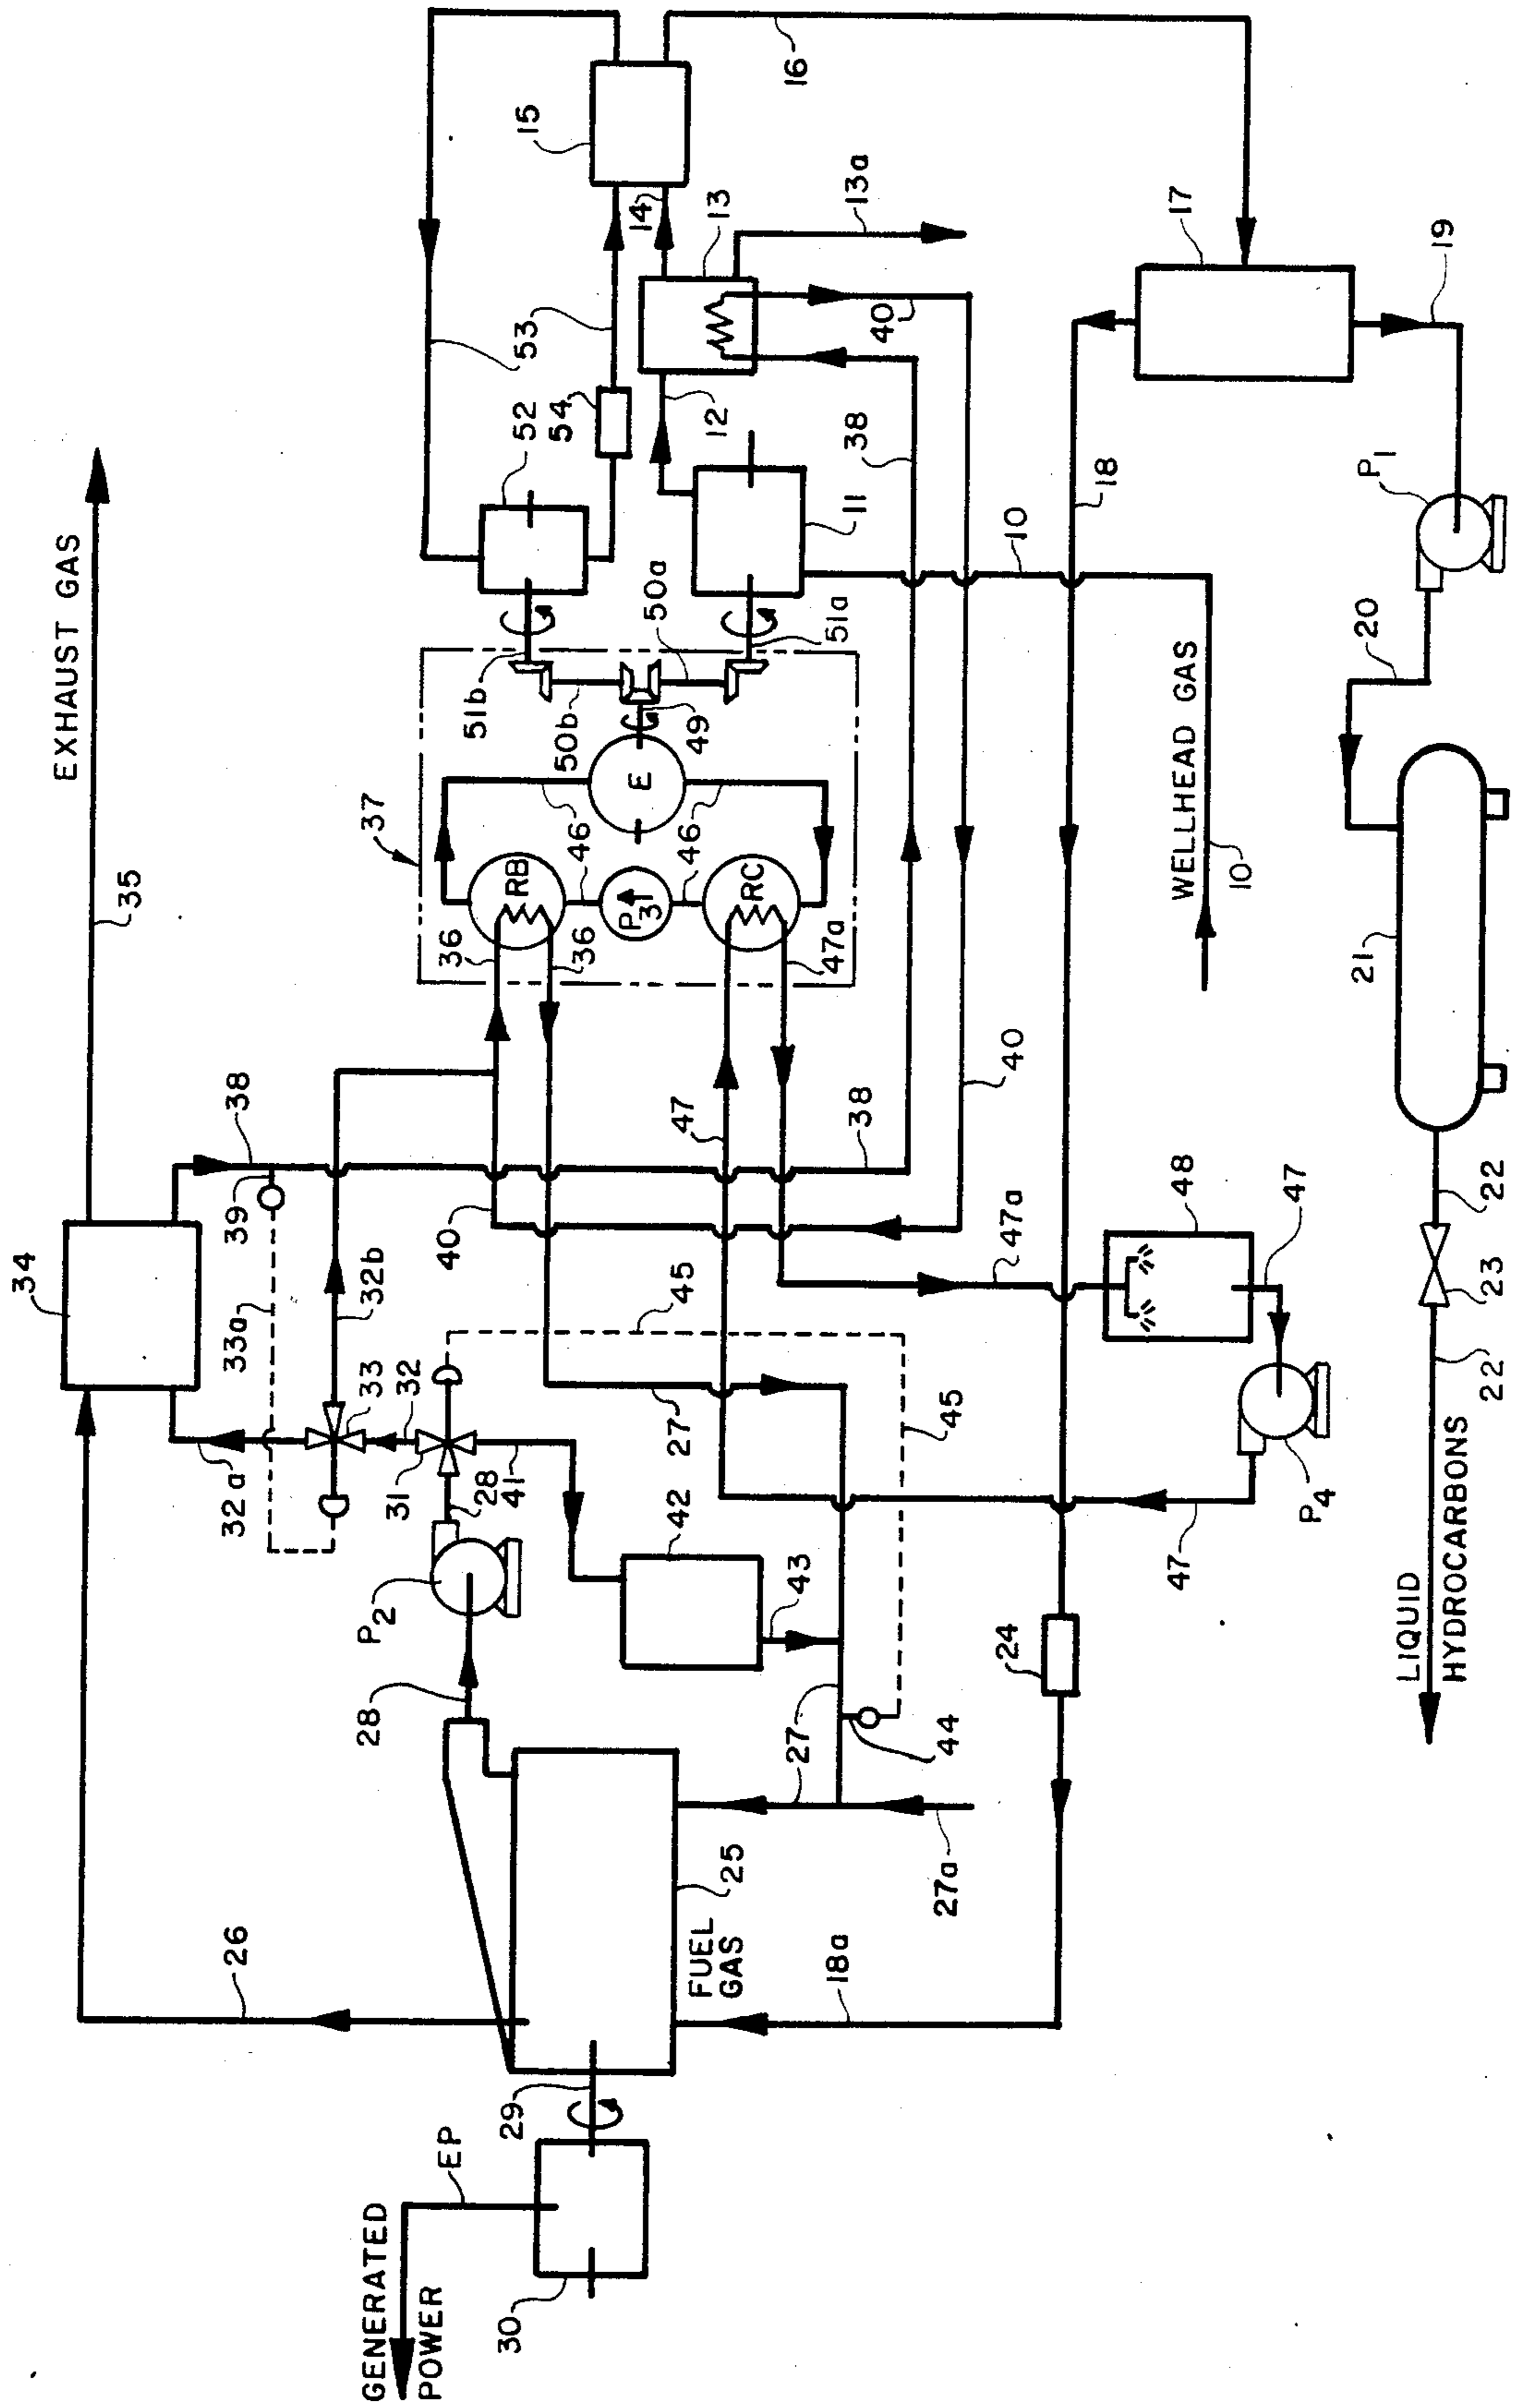 EXHAUST GAS
35
34
38
39
33a
32b
33
32
32a
31
28
41
P2
28
26
42
43
45
45
27
27
44
27
27a
25
FUEL
GAS
18a
29
30
EP
GENERATED
POWER
37
36
36
RB
P3
RC
46
46
46
46
E
47a
49
50b
50a
51b
51a
52
54
53
15
14
13
13a
12
11
16
40
38
10
18
17
19
P1
20
21
22
23
22
LIQUID
HYDROCARBONS
WELLHEAD GAS
10
40
40
38
47
47a
48
47
P4
47
24